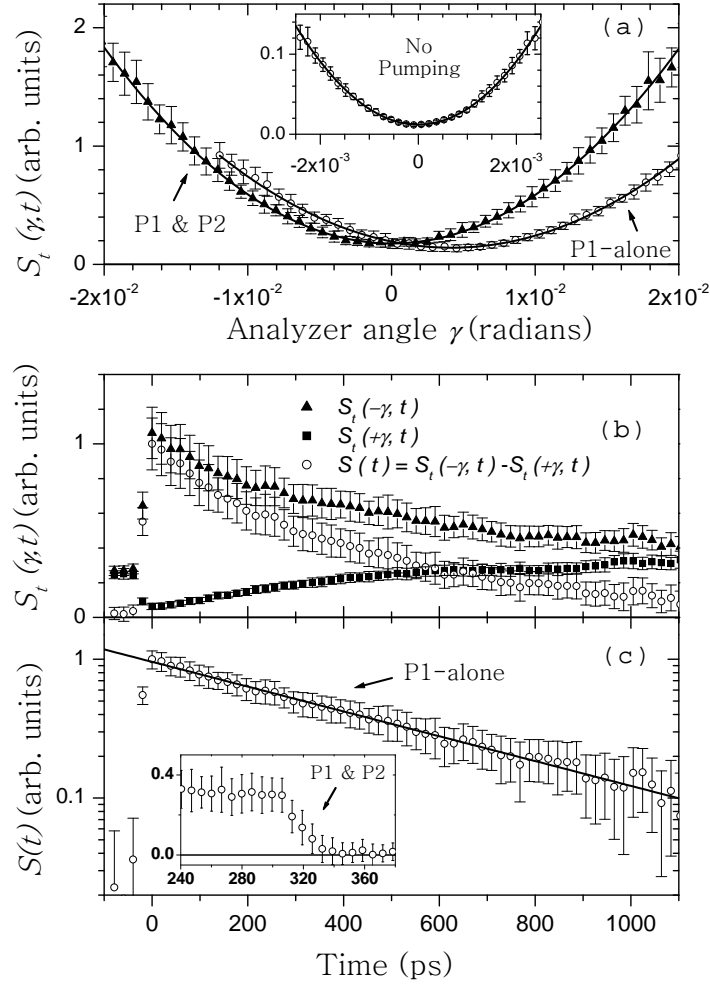 2
1
0
S_t (γ,t) (arb. units)
(a)
0.1
0.0
No
Pumping
-2x10⁻³
0
2x10⁻³
P1 & P2
P1-alone
-2x10⁻²
-1x10⁻²
0
1x10⁻²
2x10⁻²
Analyzer angle γ (radians)
S_t (γ,t) (arb. units)
1
0
S_t (-γ, t)
S_t (+γ, t)
S (t) = S_t (-γ, t) -S_t (+γ, t)
(b)
S(t) (arb. units)
1
0.1
P1-alone
(c)
0.4
0.0
P1 & P2
240
280
320
360
0
200
400
600
800
1000
Time (ps)